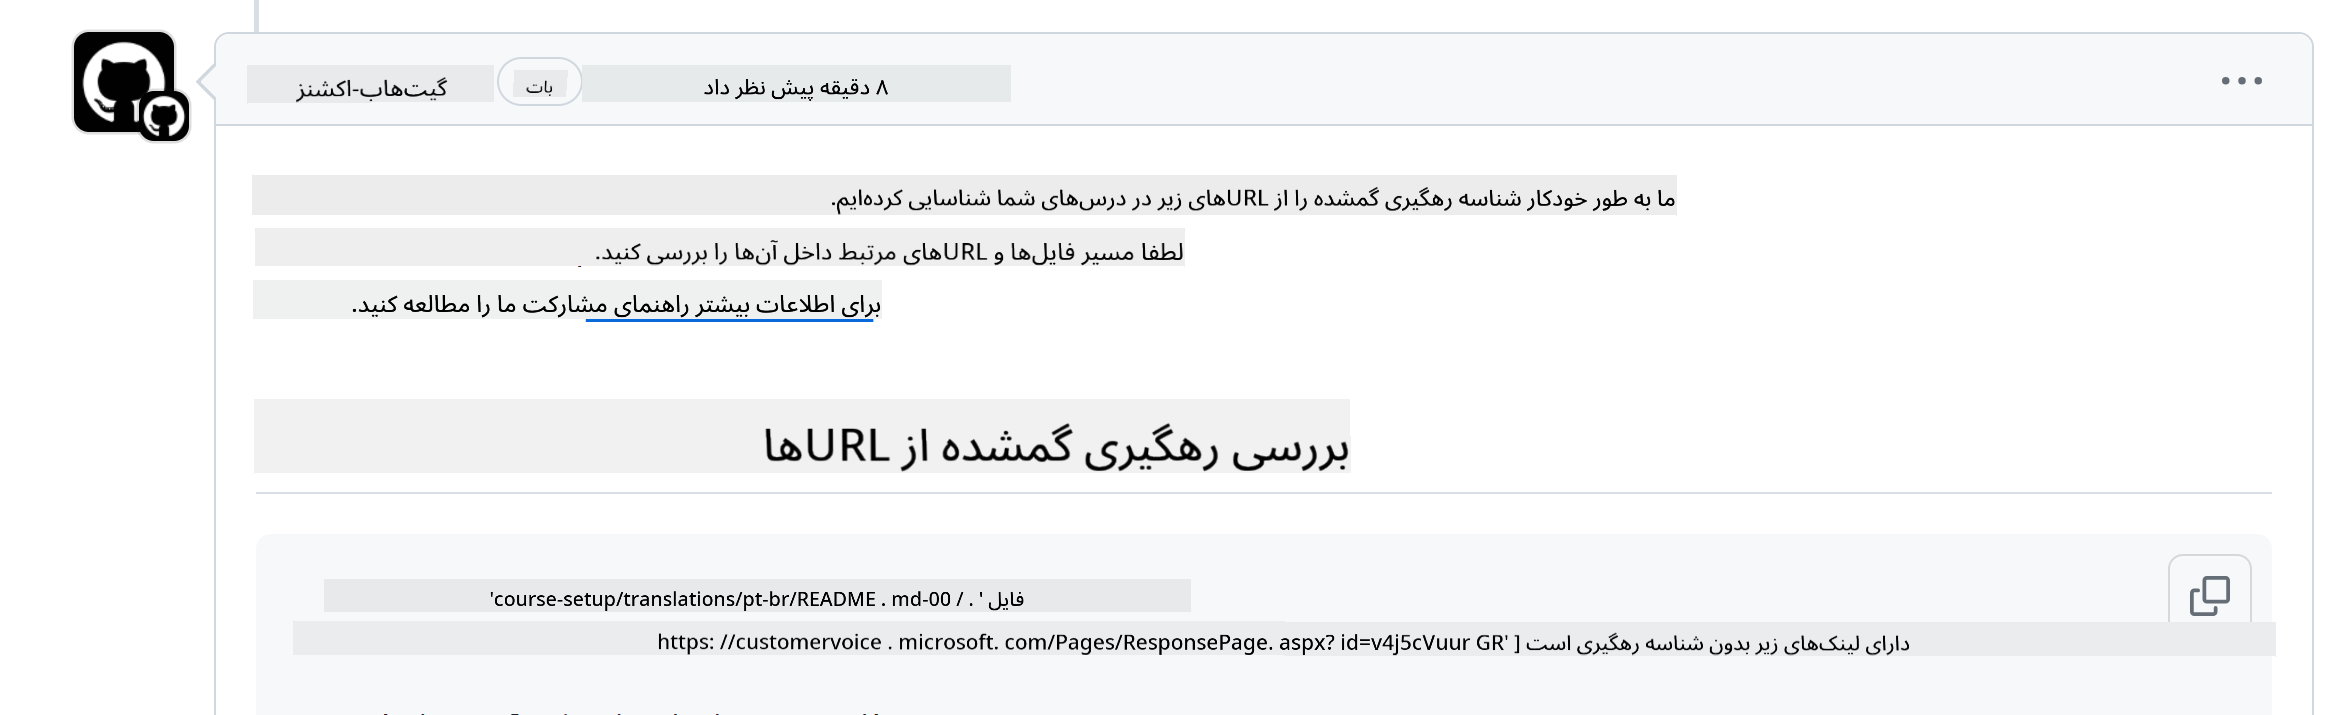 گیت‌هاب-اکشنز بات ۸ دقیقه پیش نظر داد
ما به طور خودکار شناسه رهگیری گمشده را از URLهای زیر در درس‌های شما شناسایی کرده‌ایم.
لطفا مسیر فایل‌ها و URLهای مرتبط داخل آن‌ها را بررسی کنید.
برای اطلاعات بیشتر راهنمای مشارکت ما را مطالعه کنید.
بررسی رهگیری گمشده از URLها
فایل ' . / 00-course-setup/translations/pt-br/README . md'
دارای لینک‌های زیر بدون شناسه رهگیری است [ 'https: //customervoice . microsoft. com/Pages/ResponsePage. aspx? id=v4j5cVuur GR